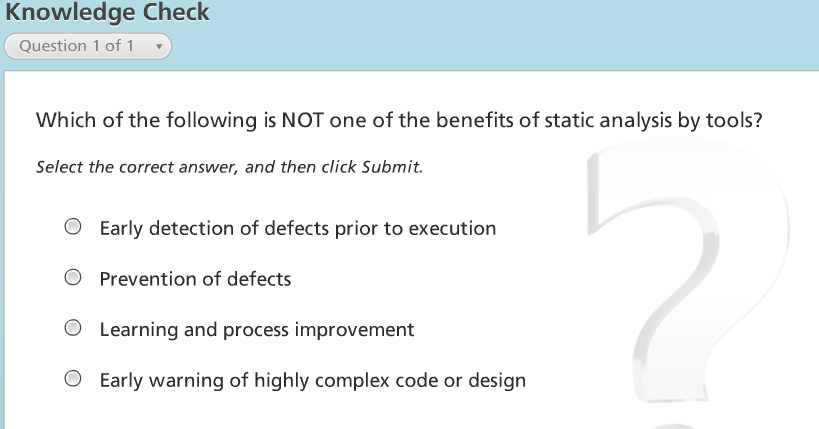 Knowledge Check
Question 1 of 1
Which of the following is NOT one of the benefits of static analysis by tools?
Select the correct answer, and then click Submit.
Early detection of defects prior to execution
Prevention of defects
Learning and process improvement
Early warning of highly complex code or design